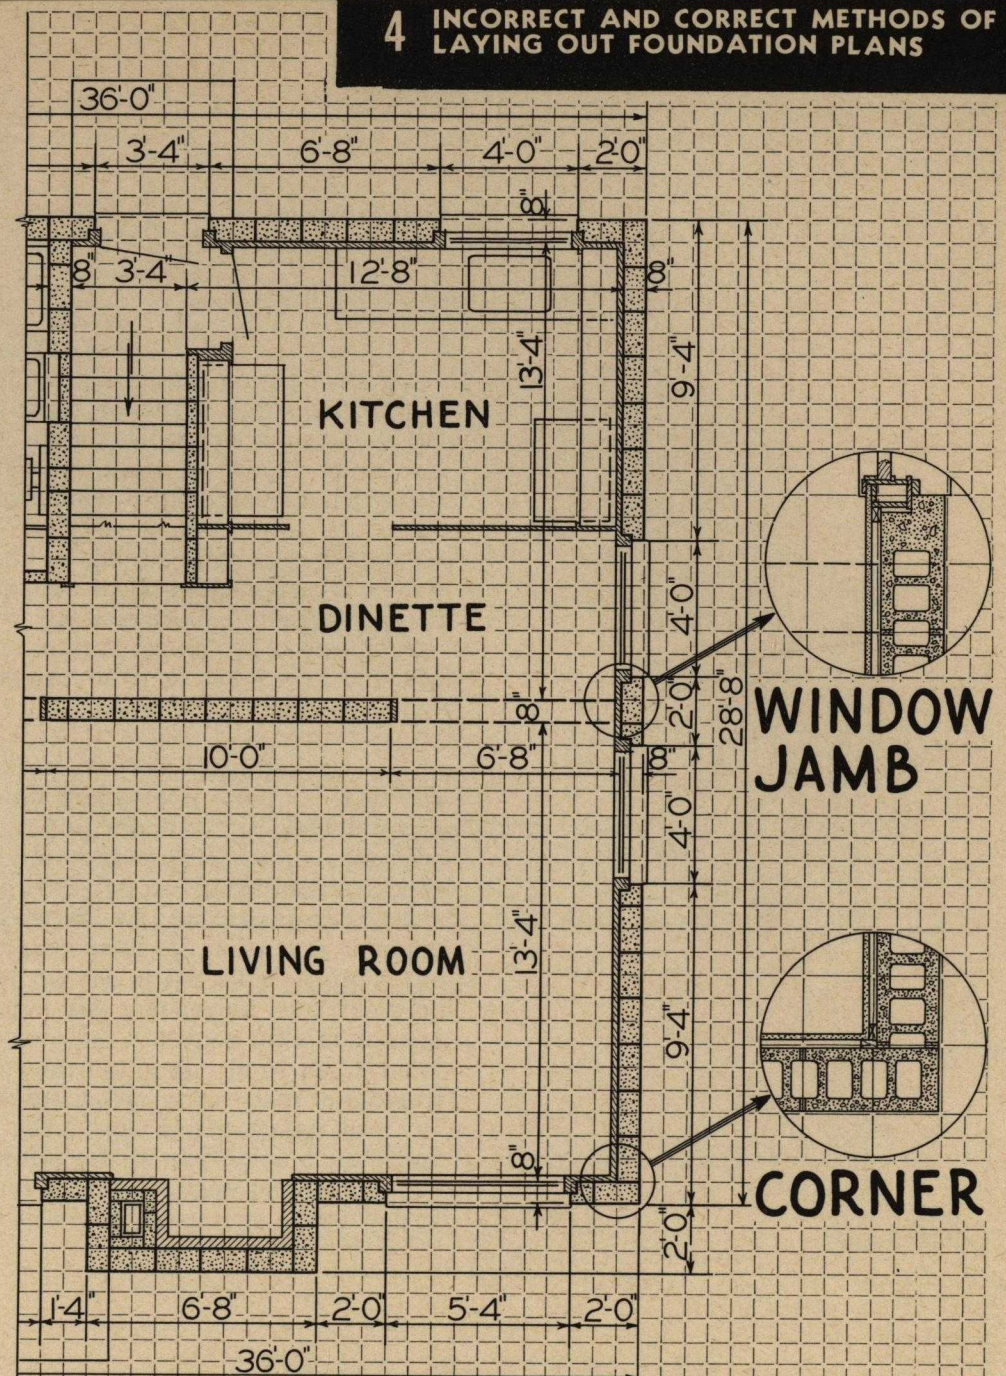 4 INCORRECT AND CORRECT METHODS OF
LAYING OUT FOUNDATION PLANS
36'-0"
3'-4" 6'-8" 4'-0" 2'-0"
8"
8" 3'-4" 12'-8" 8"
13'-4"
9'-4"
KITCHEN
DINETTE
4'-0"
8"
2'-0"
28'-8"
WINDOW
JAMB
10'-0" 6'-8" 8"
4'-0"
LIVING ROOM
13'-4"
9'-4"
8"
CORNER
2'-0"
1'-4" 6'-8" 2'-0" 5'-4" 2'-0"
36'-0"